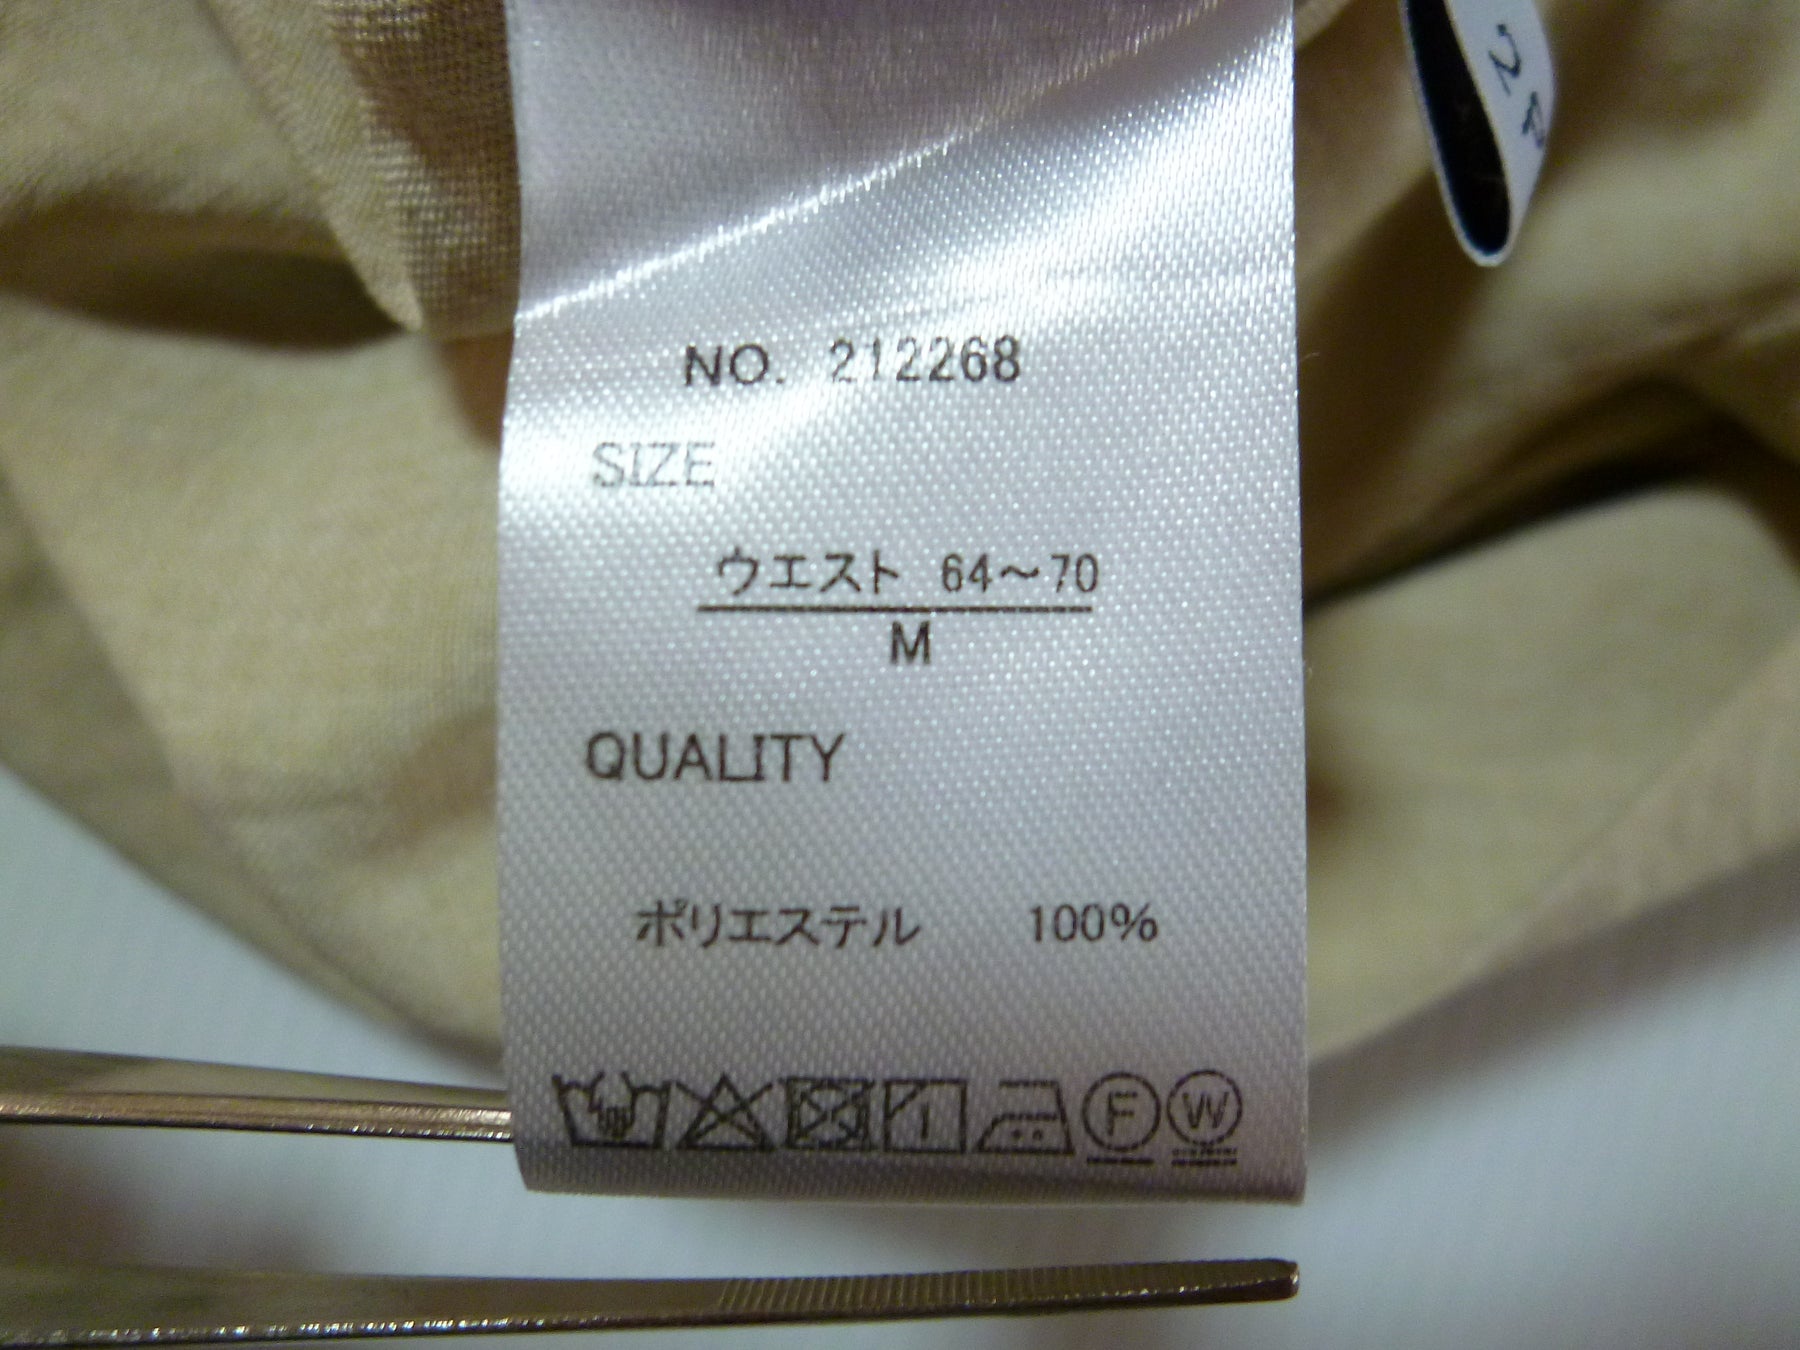 NO. 212268
SIZE
ウエスト 64～70
M
QUALITY
ポリエステル 100%
F W